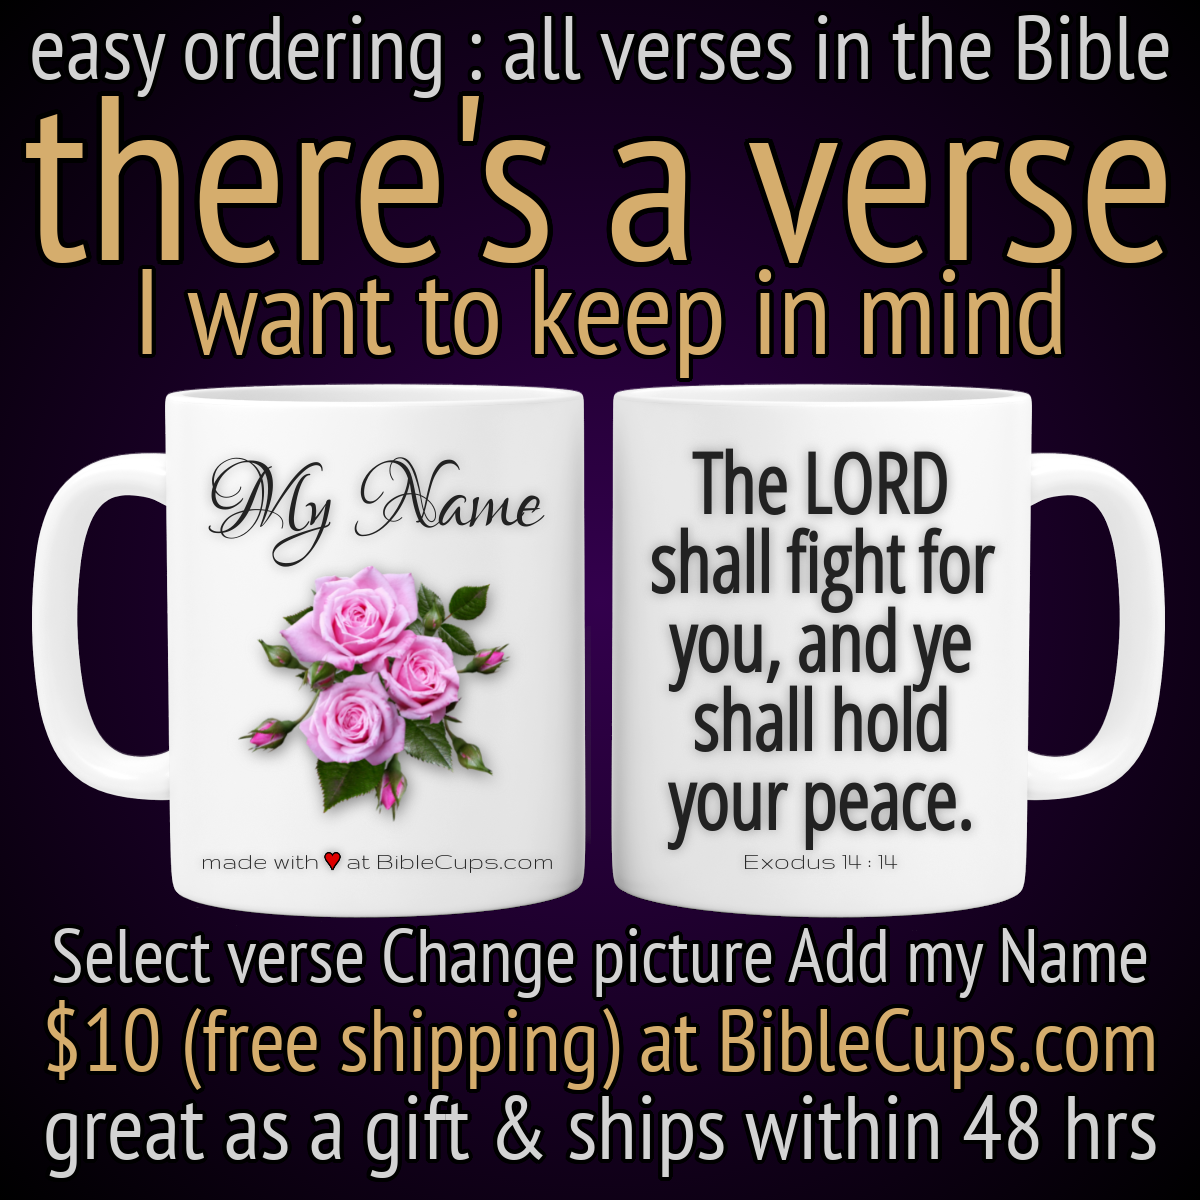 easy ordering : all verses in the Bible
there's a verse
I want to keep in mind
My Name
made with ❤ at BibleCups.com
The LORD
shall fight for
you, and ye
shall hold
your peace.
Exodus 14 : 14
Select verse Change picture Add my Name
$10 (free shipping) at BibleCups.com
great as a gift & ships within 48 hrs